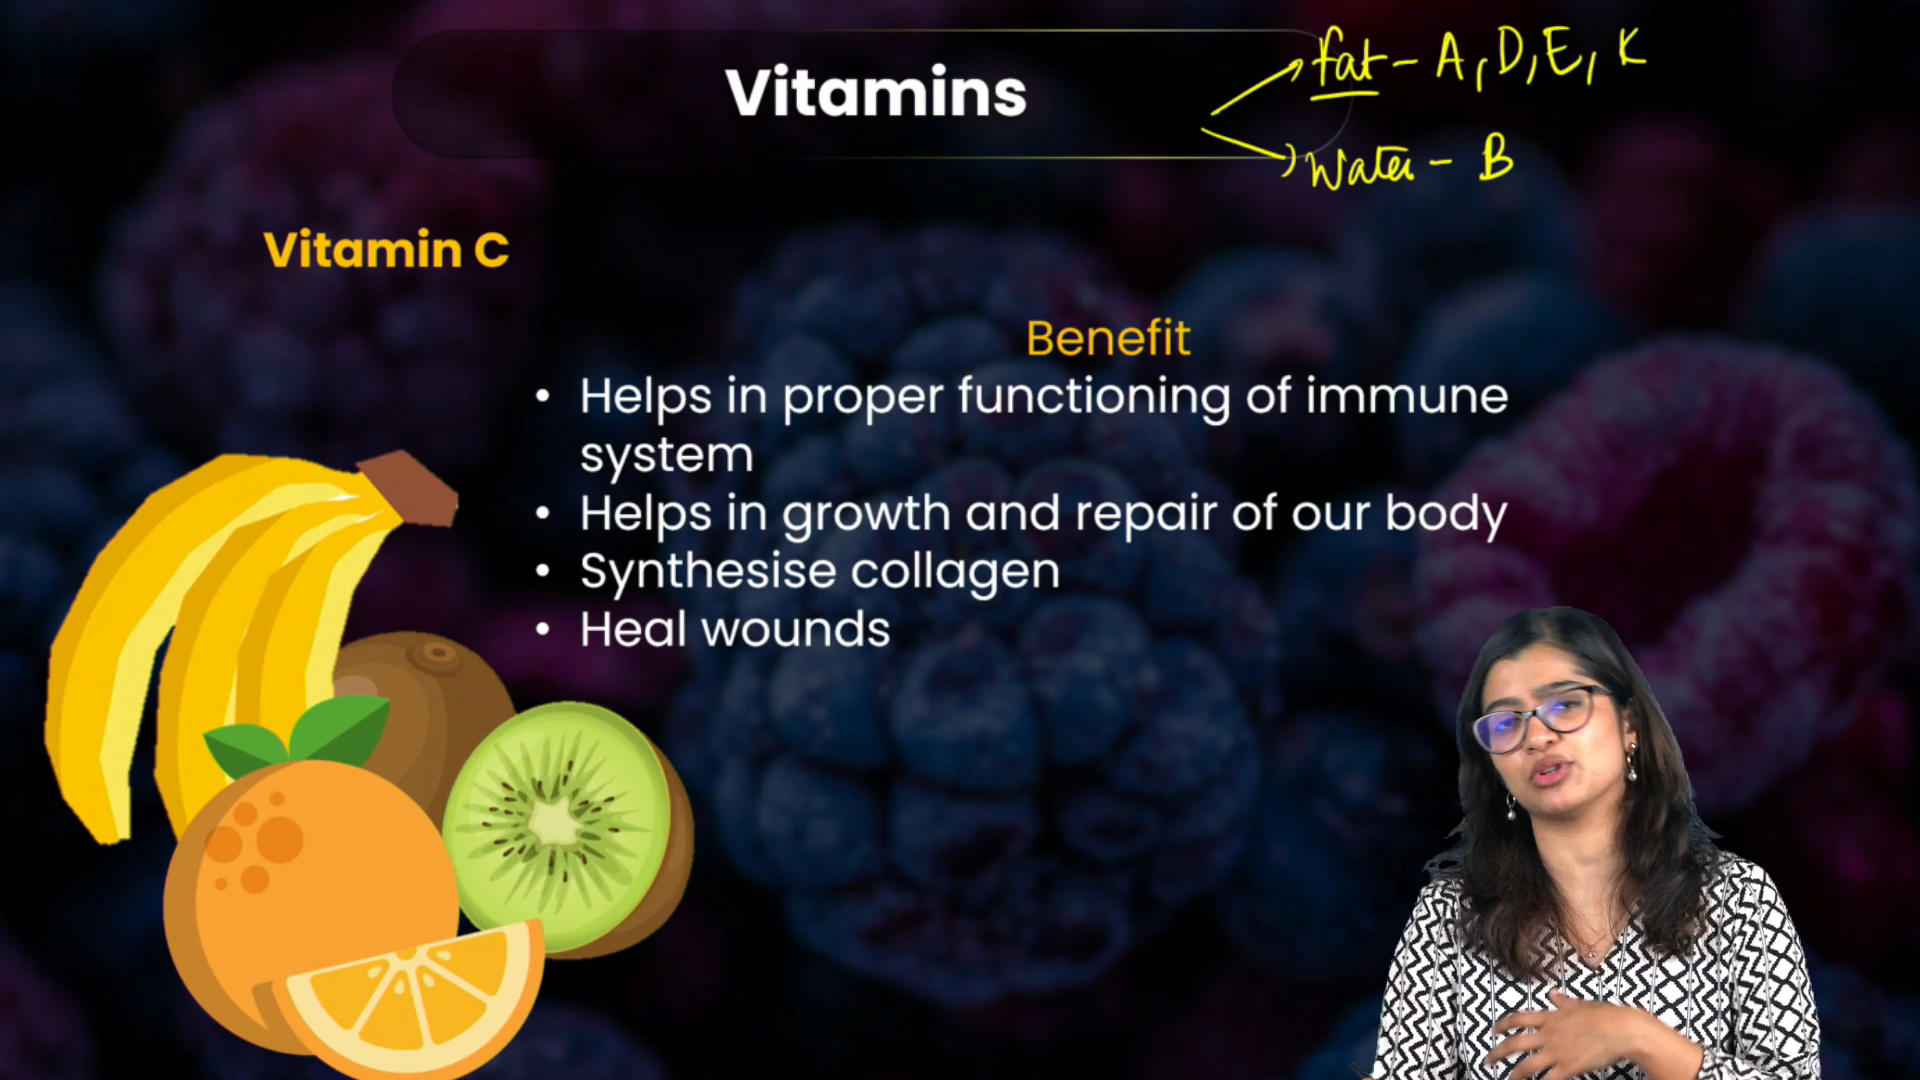 Vitamins
fat - A, D, E, K
Water - B
Vitamin C
Benefit
• Helps in proper functioning of immune
system
• Helps in growth and repair of our body
• Synthesise collagen
• Heal wounds